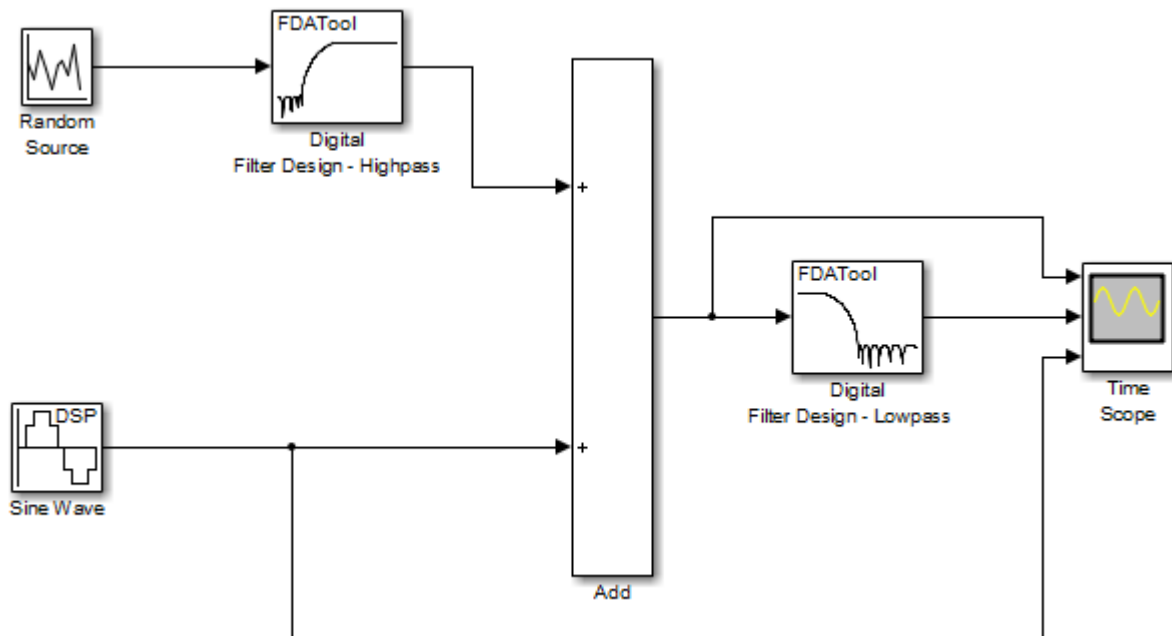 FDATool
Random
Source
Digital
Filter Design - Highpass
+
FDATool
Digital
Filter Design - Lowpass
Time
Scope
DSP
Sine Wave
+
Add